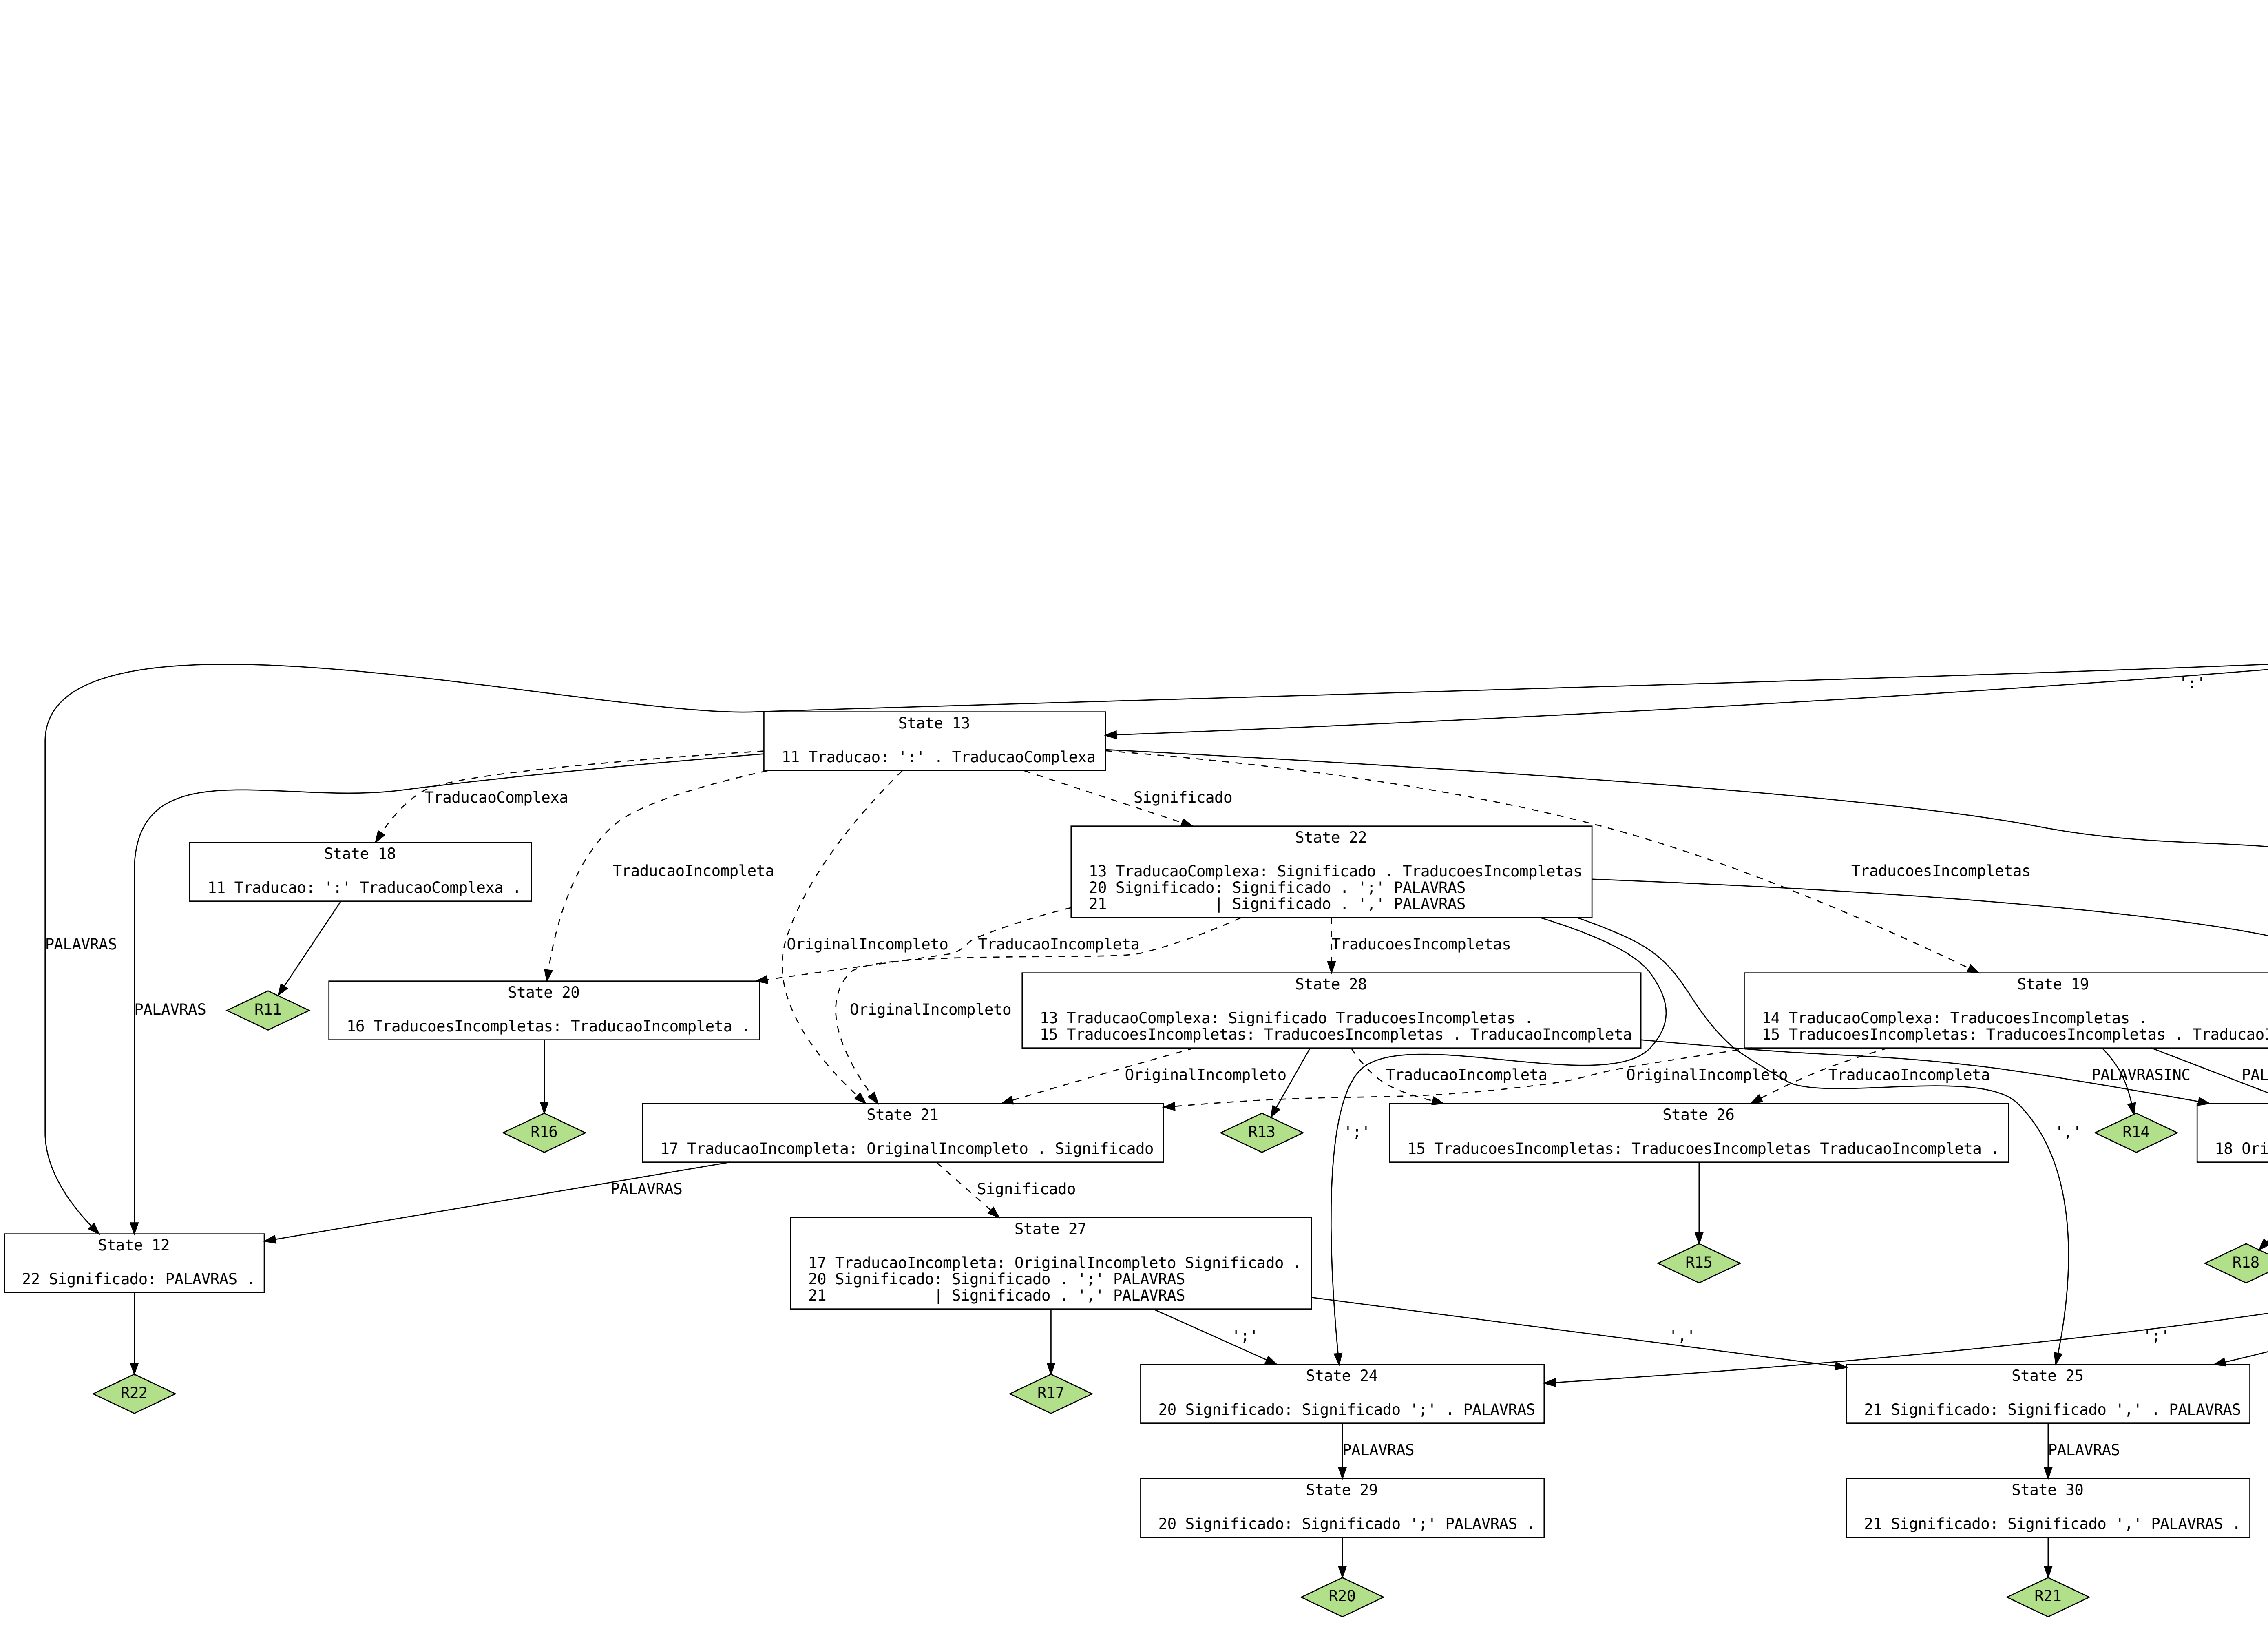 ':'
State 13
11 Traducao: ':' . TraducaoComplexa
TraducaoComplexa
Significado
State 22
13 TraducaoComplexa: Significado . TraducoesIncompletas
20 Significado: Significado . ';' PALAVRAS
21 | Significado . ',' PALAVRAS
State 18
11 Traducao: ':' TraducaoComplexa .
TraducaoIncompleta
TraducoesIncompletas
PALAVRAS
OriginalIncompleto
TraducaoIncompleta
TraducoesIncompletas
State 20
16 TraducoesIncompletas: TraducaoIncompleta .
State 28
13 TraducaoComplexa: Significado TraducoesIncompletas .
15 TraducoesIncompletas: TraducoesIncompletas . TraducaoIncompleta
State 19
14 TraducaoComplexa: TraducoesIncompletas .
15 TraducoesIncompletas: TraducoesIncompletas .
PALAVRAS
R11
OriginalIncompleto
OriginalIncompleto
TraducaoIncompleta
OriginalIncompleto
TraducaoIncompleta
PALAVRASINC
R16
State 21
17 TraducaoIncompleta: OriginalIncompleto . Significado
R13
';'
State 26
15 TraducoesIncompletas: TraducoesIncompletas TraducaoIncompleta .
','
R14
18
PALAVRAS
Significado
State 12
22 Significado: PALAVRAS .
State 27
17 TraducaoIncompleta: OriginalIncompleto Significado .
20 Significado: Significado . ';' PALAVRAS
21 | Significado . ',' PALAVRAS
R15
R18
';'
','
';'
R22
R17
State 24
20 Significado: Significado ';' . PALAVRAS
State 25
21 Significado: Significado ',' . PALAVRAS
PALAVRAS
PALAVRAS
State 29
20 Significado: Significado ';' PALAVRAS .
State 30
21 Significado: Significado ',' PALAVRAS .
R20
R21